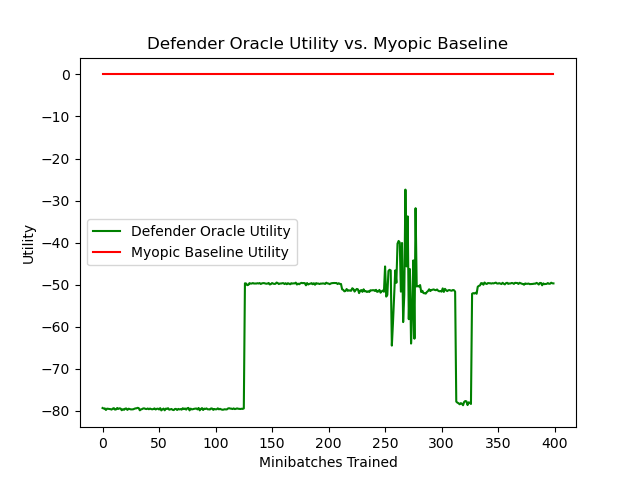 Defender Oracle Utility vs. Myopic Baseline
0
−10
−20
−30
−40
−50
−60
−70
−80
Utility
Defender Oracle Utility
Myopic Baseline Utility
0 50 100 150 200 250 300 350 400
Minibatches Trained